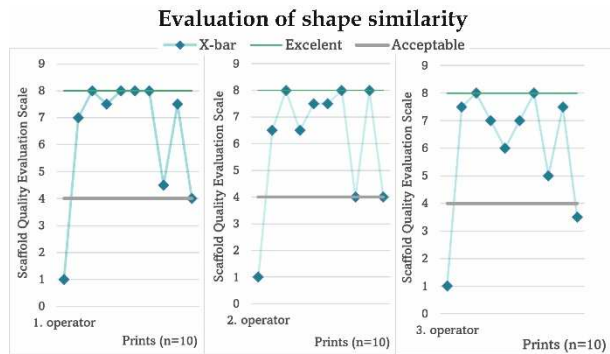 Evaluation of shape similarity
X-bar Excelent Acceptable
Scaffold Quality Evaluation Scale
9
8
7
6
5
4
3
2
1
0
1. operator
Prints (n=10)
Scaffold Quality Evaluation Scale
9
8
7
6
5
4
3
2
1
0
2. operator
Prints (n=10)
Scaffold Quality Evaluation Scale
9
8
7
6
5
4
3
2
1
0
3. operator
Prints (n=10)